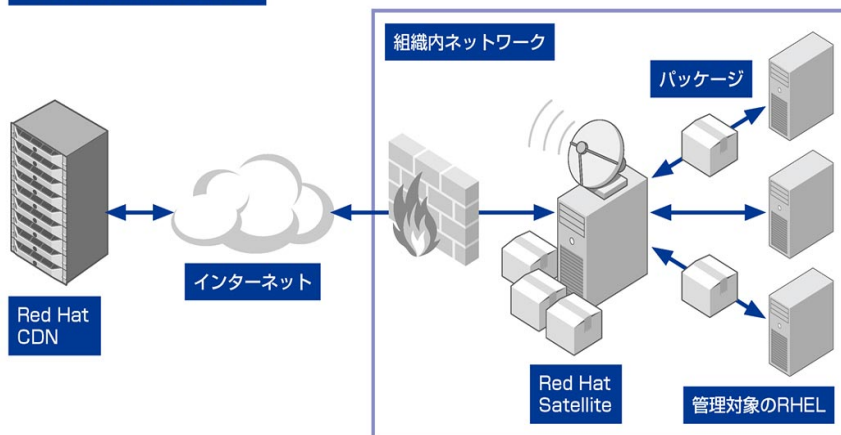 組織内ネットワーク
パッケージ
インターネット
Red Hat
CDN
Red Hat
Satellite
管理対象のRHEL